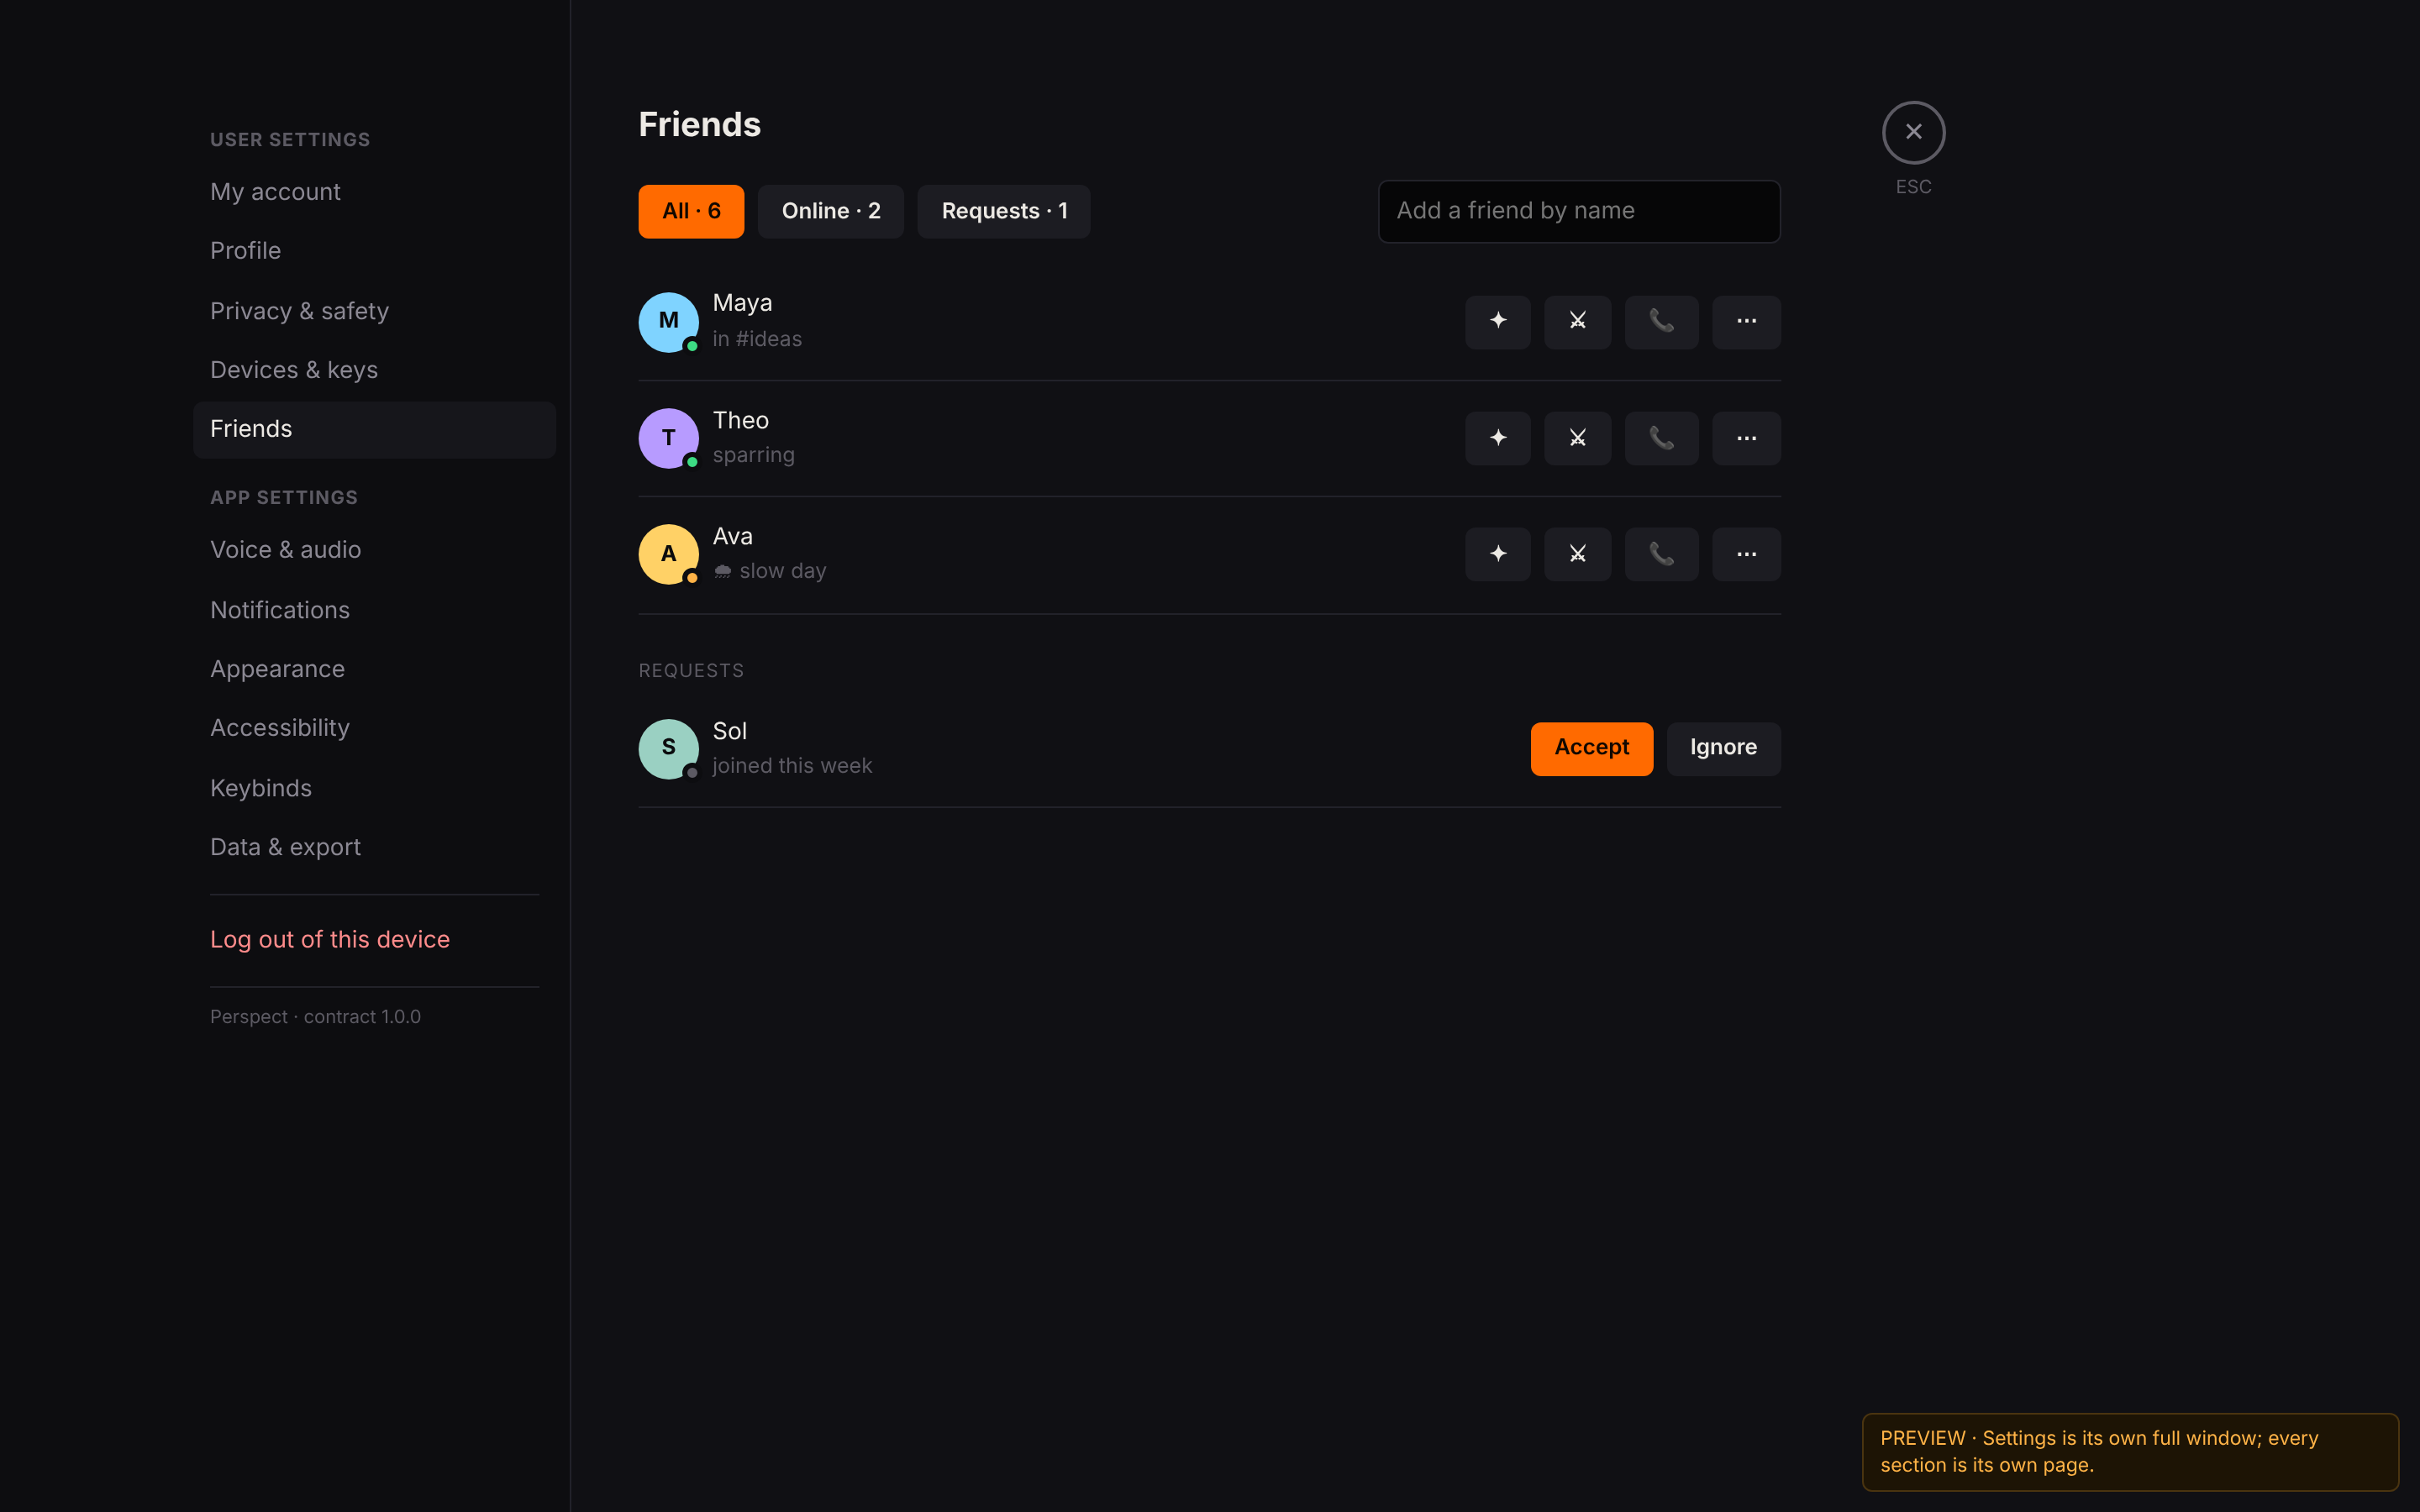 USER SETTINGS
My account
Profile
Privacy & safety
Devices & keys
Friends
APP SETTINGS
Voice & audio
Notifications
Appearance
Accessibility
Keybinds
Data & export
Log out of this device
Perspect · contract 1.0.0
Friends
All · 6
Online · 2
Requests · 1
Add a friend by name
✕
ESC
M
Maya
in #ideas
✦ ⚔ 📞 ···
T
Theo
sparring
✦ ⚔ 📞 ···
A
Ava
🌧 slow day
✦ ⚔ 📞 ···
REQUESTS
S
Sol
joined this week
Accept
Ignore
PREVIEW · Settings is its own full window; every
section is its own page.